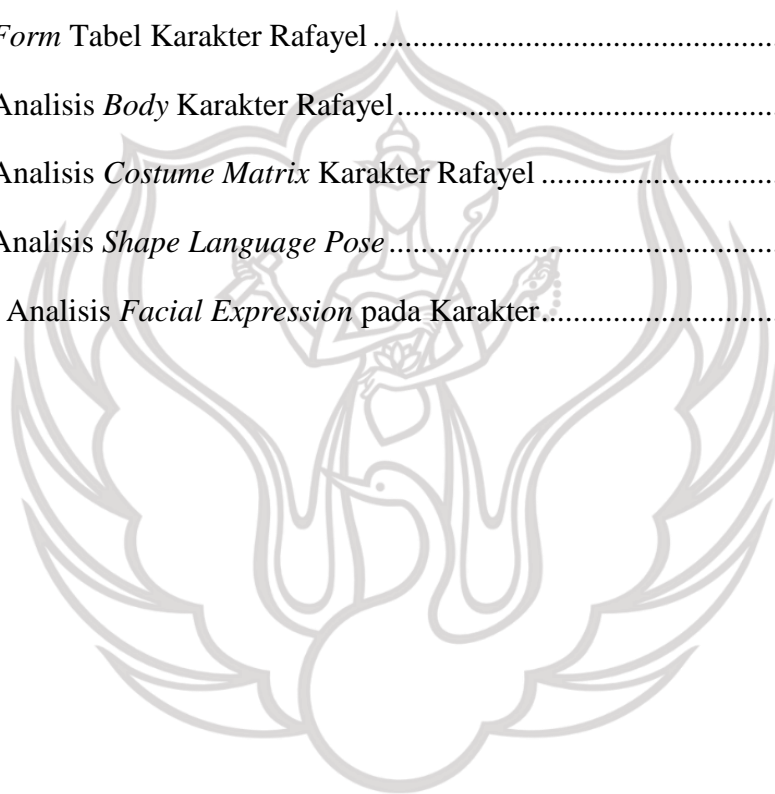 Form Tabel Karakter Rafayel ....................................................
Analisis Body Karakter Rafayel..................................................
Analisis Costume Matrix Karakter Rafayel ..............................
Analisis Shape Language Pose...................................................
Analisis Facial Expression pada Karakter..............................